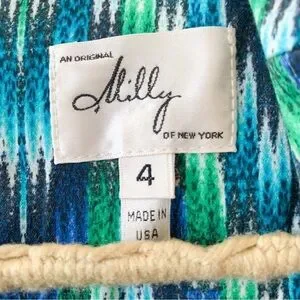 AN ORIGINAL
Milly
OF NEW YORK
4
MADE IN
USA